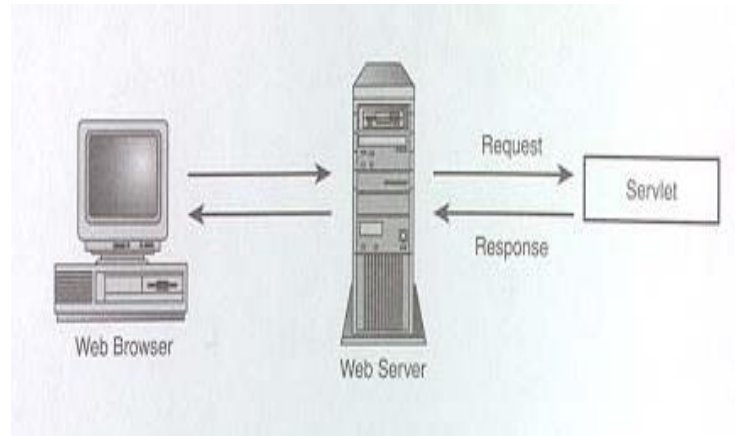 Request
Servlet
Response
Web Browser
Web Server